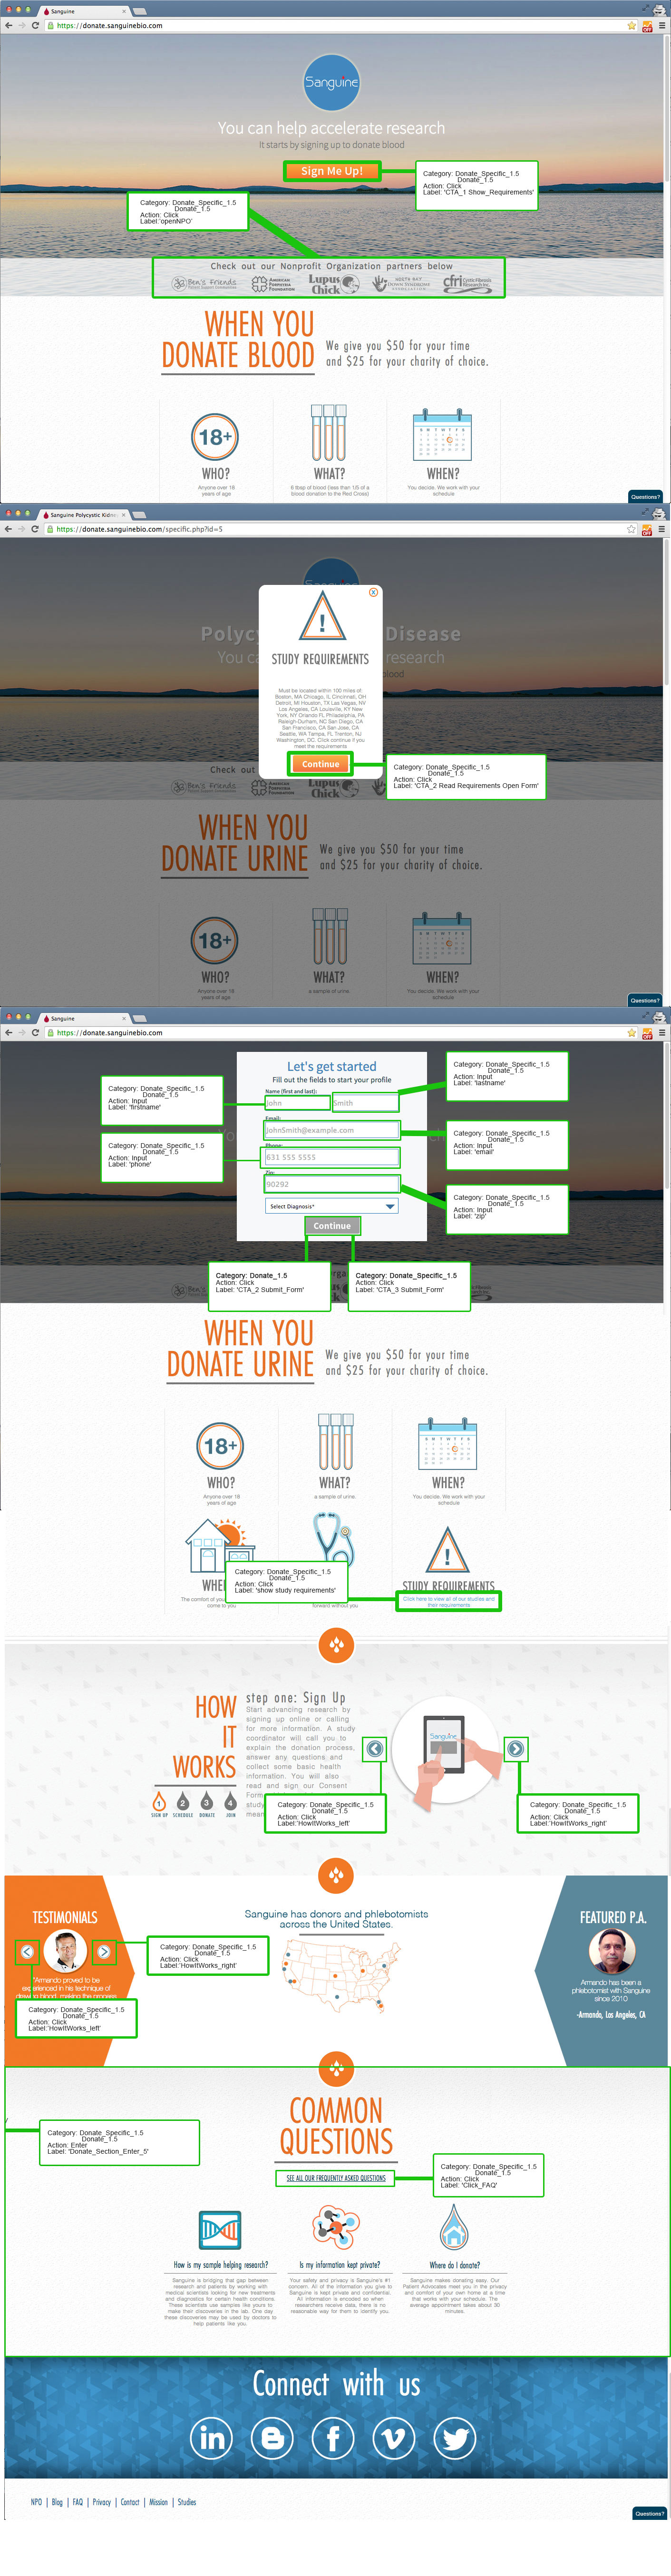 Sanguine
https://donate.sanguinebio.com
OFF
Sanguine
You can help accelerate research
It starts by signing up to donate blood
Sign Me Up!
Category: Donate_Specific_1.5
Donate_1.5
Action: Click
Label: 'CTA_1 Show_Requirements'
Category: Donate_Specific_1.5
Donate_1.5
Action: Click
Label:'openNPO'
Check out our Nonprofit Organization partners below
Ben's Friends
AMERICAN PORPHYRIA FOUNDATION
Lupus Chick
NORTH BAY DOWN SYNDROME ASSOCIATION
cfri Cystic Fibrosis Research Inc.
WHEN YOU
DONATE BLOOD
We give you $50 for your time
and $25 for your charity of choice.
18+
WHO?
WHAT?
WHEN?
Anyone over 18
years of age
6 tbsp of blood (less than 1/5 of a
blood donation to the Red Cross)
You decide. We work with your
schedule
Questions?
Sanguine Polycystic Kidn
https://donate.sanguinebio.com/specific.php?id=5
OFF
Polycy
Disease
You ca
research
blood
X
!
STUDY REQUIREMENTS
Must be located within 100 miles of:
Boston, MA Chicago, IL Cincinnati, OH
Detroit, MI Houston, TX Las Vegas, NV
Los Angeles, CA Louisville, KY New
York, NY Orlando FL Philadelphia, PA
Raleigh-Durham, NC San Diego, CA
San Francisco, CA San Jose, CA
Seattle, WA Tampa, FL Trenton, NJ
Washington, DC. Click continue if you
meet the requirements
Continue
Category: Donate_Specific_1.5
Donate_1.5
Action: Click
Label: 'CTA_2 Read Requirements Open Form'
Check out
Ben's Friends
AMERICAN PORPHYRIA FOUNDATION
Lupus Chick
WHEN YOU
DONATE URINE
We give you $50 for your time
and $25 for your charity of choice.
18+
WHO?
WHAT?
WHEN?
Anyone over 18
years of age
a sample of urine.
You decide. We work with your
schedule
Questions?
Sanguine
https://donate.sanguinebio.com
OFF
Let's get started
Fill out the fields to start your profile
Name (first and last):
John
Smith
Email:
JohnSmith@example.com
Phone:
631 555 5555
Zip:
90292
Select Diagnosis*
Continue
Category: Donate_Specific_1.5
Donate_1.5
Action: Input
Label: 'firstname'
Category: Donate_Specific_1.5
Donate_1.5
Action: Input
Label: 'lastname'
Category: Donate_Specific_1.5
Donate_1.5
Action: Input
Label: 'phone'
Category: Donate_Specific_1.5
Donate_1.5
Action: Input
Label: 'email'
Category: Donate_Specific_1.5
Donate_1.5
Action: Input
Label: 'zip'
Category: Donate_1.5
Action: Click
Label: 'CTA_2 Submit_Form'
Category: Donate_Specific_1.5
Action: Click
Label: 'CTA_3 Submit_Form'
WHEN YOU
DONATE URINE
We give you $50 for your time
and $25 for your charity of choice.
18+
WHO?
WHAT?
WHEN?
Anyone over 18
years of age
a sample of urine.
You decide. We work with your
schedule
WHE
The comfort of you
come to you
forward without you
Category: Donate_Specific_1.5
Donate_1.5
Action: Click
Label: 'show study requirements'
!
STUDY REQUIREMENTS
Click here to view all of our studies and
their requirements
HOW
IT
WORKS
1
2
3
4
SIGN UP SCHEDULE DONATE JOIN
step one: Sign Up
Start advancing research by
signing up online or calling
for more information. A study
coordinator will call you to
explain the donation process,
answer any questions and
collect some basic health
information. You will also
read and sign our Consent
Form
study
mean
Sanguine
Category: Donate_Specific_1.5
Donate_1.5
Action: Click
Label:'HowItWorks_left'
Category: Donate_Specific_1.5
Donate_1.5
Action: Click
Label:'HowItWorks_right'
TESTIMONIALS
"Armando proved to be
experienced in his technique of
Category: Donate_Specific_1.5
Donate_1.5
Action: Click
Label:'HowItWorks_right'
Category: Donate_Specific_1.5
Donate_1.5
Action: Click
Label:'HowItWorks_left'
Sanguine has donors and phlebotomists
across the United States.
FEATURED P.A.
Armando has been a
phlebotomist with Sanguine
since 2010
-Armando, Los Angeles, CA
/
Category: Donate_Specific_1.5
Donate_1.5
Action: Enter
Label: 'Donate_Section_Enter_5'
COMMON
QUESTIONS
SEE ALL OUR FREQUENTLY ASKED QUESTIONS
Category: Donate_Specific_1.5
Donate_1.5
Action: Click
Label: 'Click_FAQ'
How is my sample helping research?
Sanguine is bridging that gap between
research and patients by working with
medical scientists looking for new treatments
and diagnostics for certain health conditions.
These scientists use samples like yours to
make their discoveries in the lab. One day
these discoveries may be used by doctors to
help patients like you.
Is my information kept private?
Your safety and privacy is Sanguine's #1
concern. All of the information you give to
Sanguine is kept private and confidential.
All information is encoded so when
researchers receive data, there is no
reasonable way for them to identify you.
Where do I donate?
Sanguine makes donating easy. Our
Patient Advocates meet you in the privacy
and comfort of your own home at a time
that works with your schedule. The
average appointment takes about 30
minutes.
Connect with us
in
B
f
v
NPO | Blog | FAQ | Privacy | Contact | Mission | Studies
Questions?